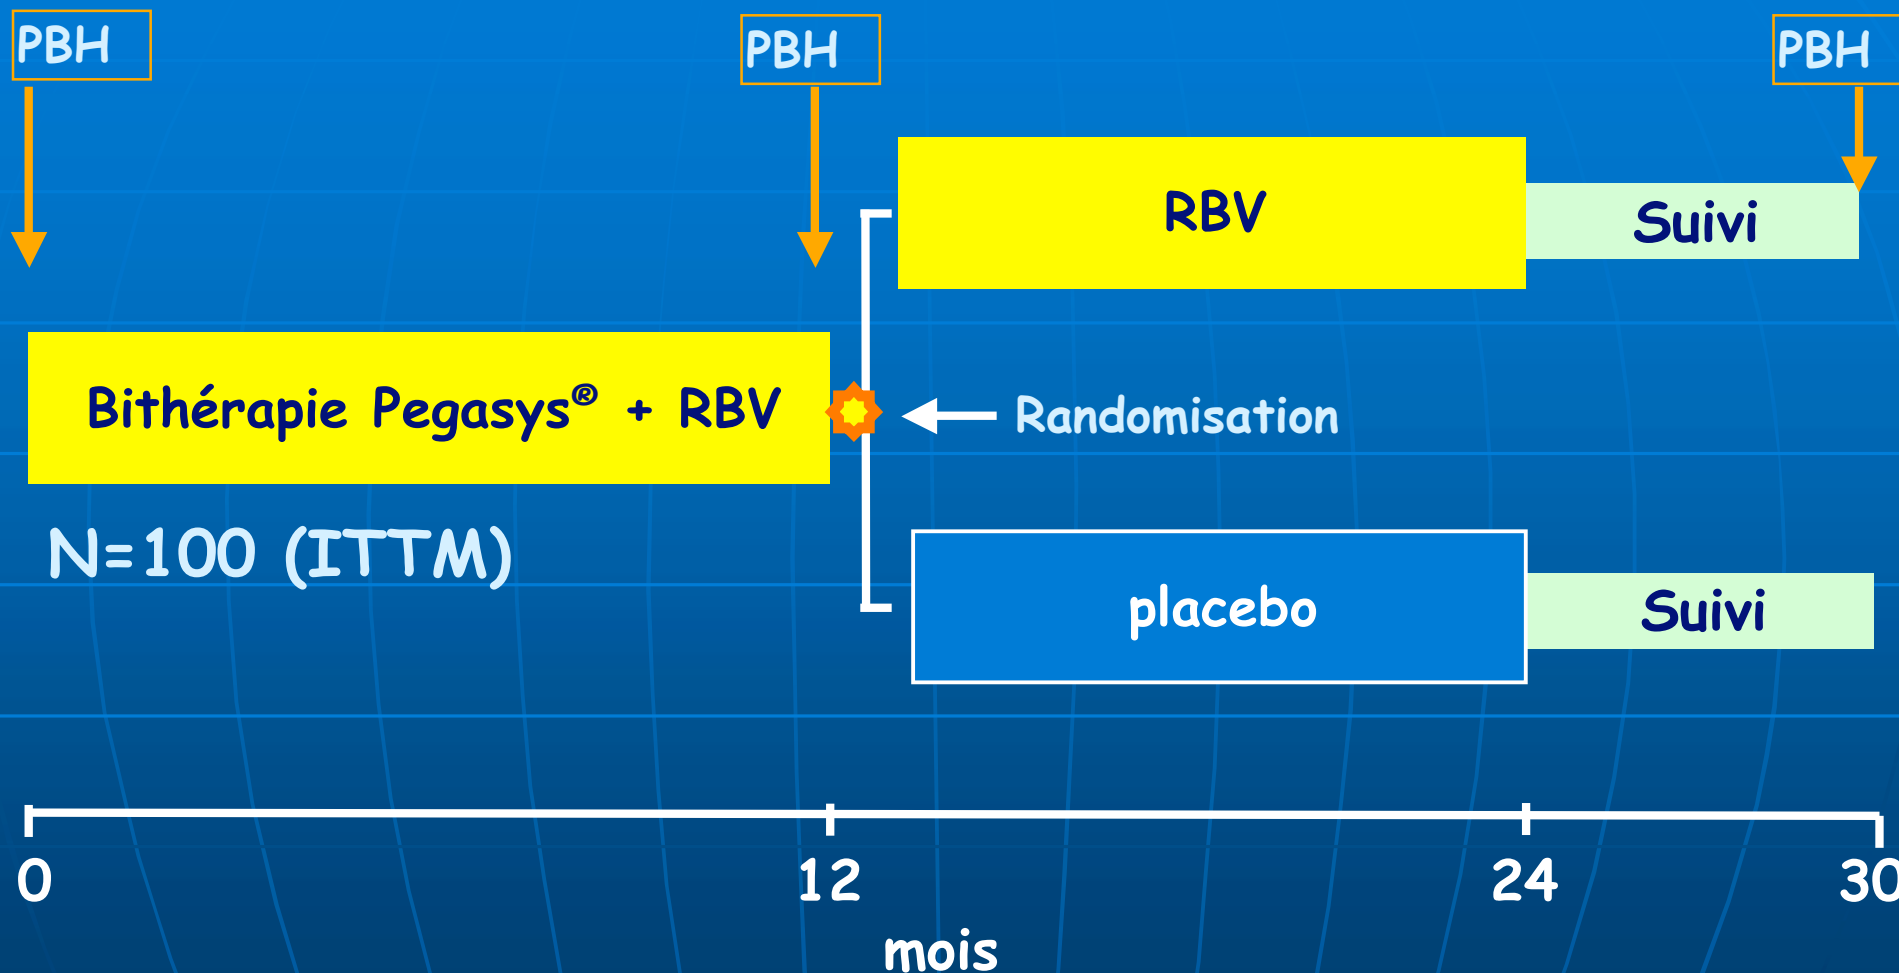 PBH
PBH
PBH
RBV
Suivi
Bithérapie Pegasys® + RBV
Randomisation
N=100 (ITTM)
placebo
Suivi
0
12
24
30
mois